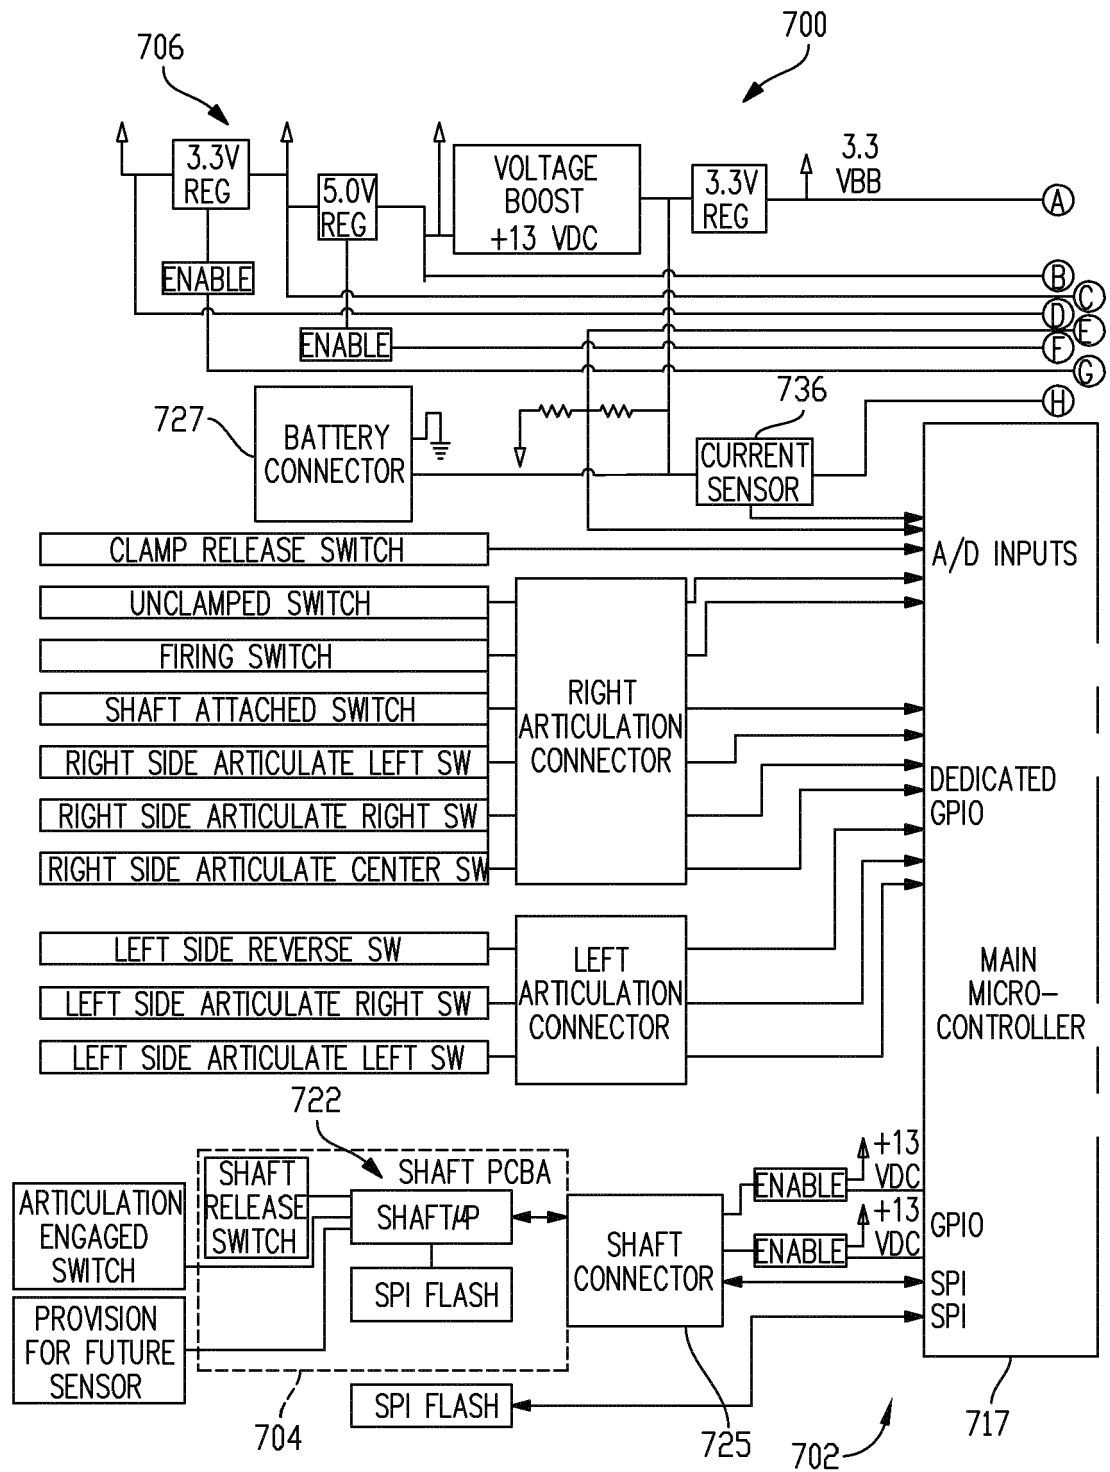 700
706
3.3V
REG
5.0V
REG
VOLTAGE
BOOST
+13 VDC
3.3V
REG
3.3
VBB
A
ENABLE
B
C
D
E
ENABLE
F
G
736
H
727
BATTERY
CONNECTOR
CURRENT
SENSOR
CLAMP RELEASE SWITCH
A/D INPUTS
UNCLAMPED SWITCH
FIRING SWITCH
SHAFT ATTACHED SWITCH
RIGHT SIDE ARTICULATE LEFT SW
RIGHT SIDE ARTICULATE RIGHT SW
RIGHT SIDE ARTICULATE CENTER SW
RIGHT
ARTICULATION
CONNECTOR
DEDICATED
GPIO
LEFT SIDE REVERSE SW
LEFT SIDE ARTICULATE RIGHT SW
LEFT SIDE ARTICULATE LEFT SW
LEFT
ARTICULATION
CONNECTOR
MAIN
MICRO-
CONTROLLER
722
SHAFT PCBA
SHAFT
RELEASE
SWITCH
ARTICULATION
ENGAGED
SWITCH
SHAFT µP
SPI FLASH
PROVISION
FOR FUTURE
SENSOR
SHAFT
CONNECTOR
ENABLE
+13
VDC
ENABLE
+13
VDC
GPIO
SPI
SPI
SPI FLASH
704
725
702
717